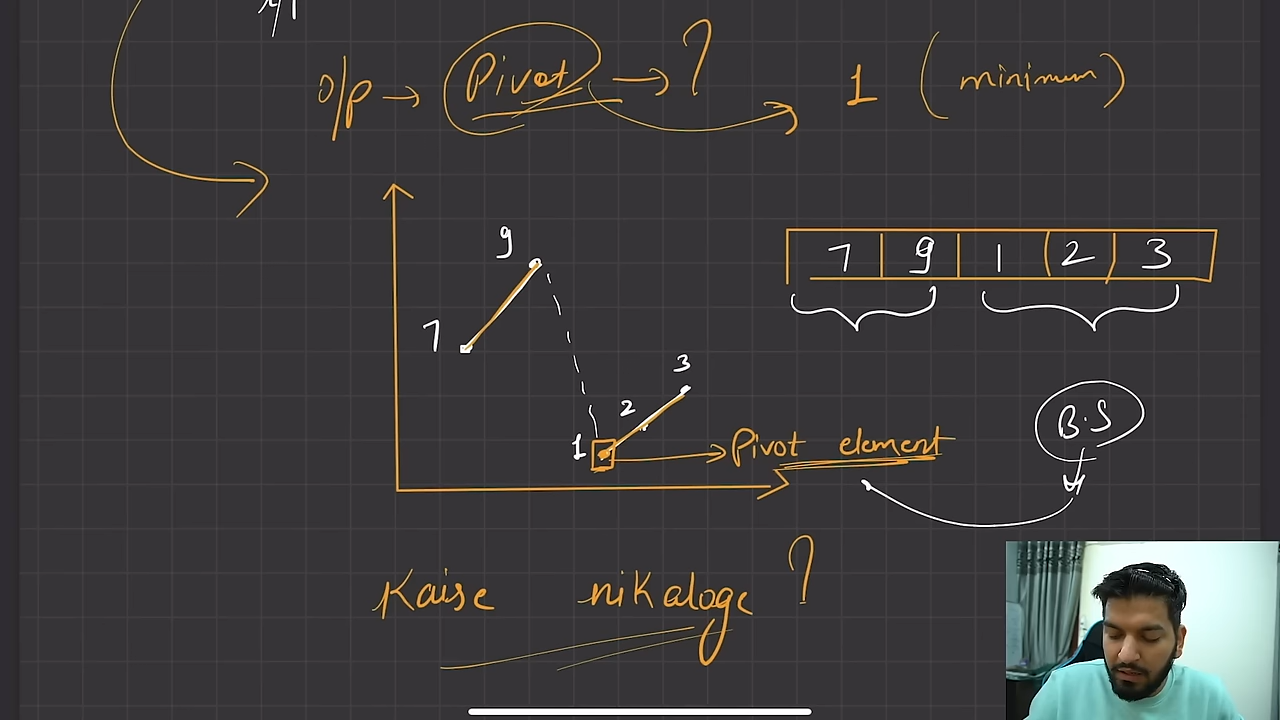 o/p → Pivot → ? 1 (minimum)
9
7
7 9 1 2 3
3
2
1 → Pivot element
B.S
Kaise nikaloge ?